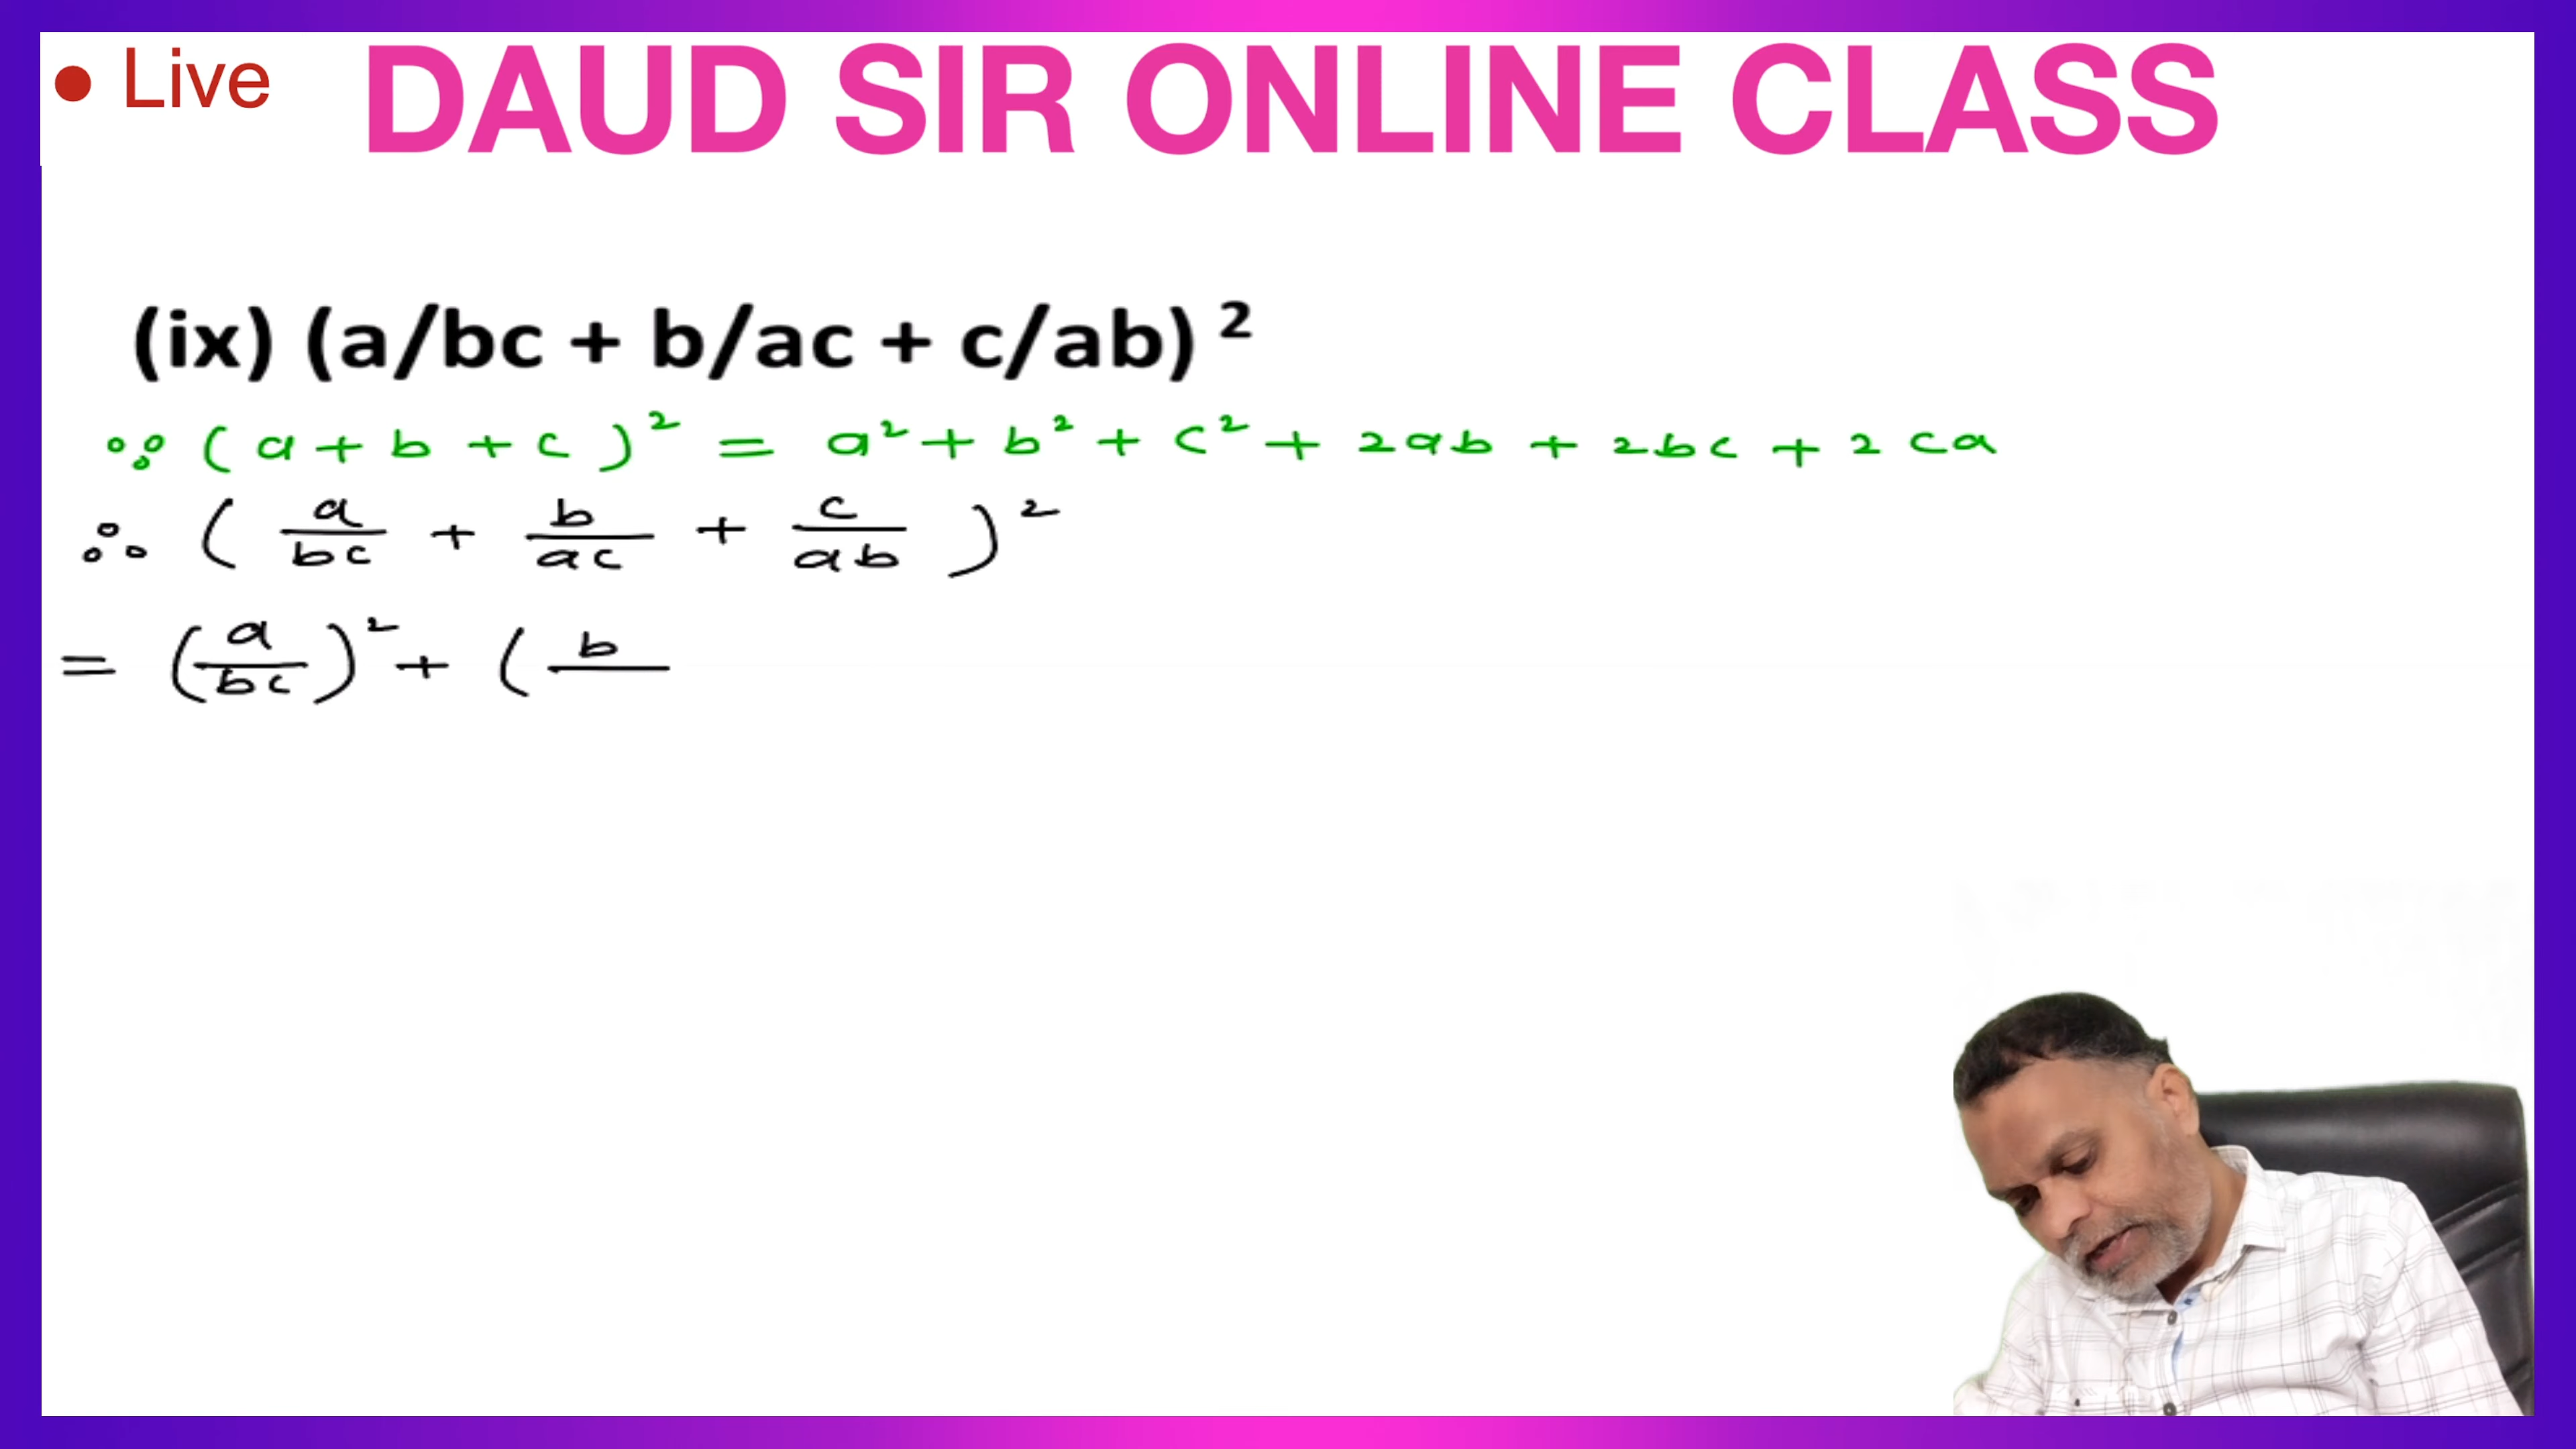 • Live DAUD SIR ONLINE CLASS
(ix) (a/bc + b/ac + c/ab) ²
∵ (a + b + c)² = a² + b² + c² + 2ab + 2bc + 2ca
∴ (a/bc + b/ac + c/ab)²
= (a/bc)² + (b/